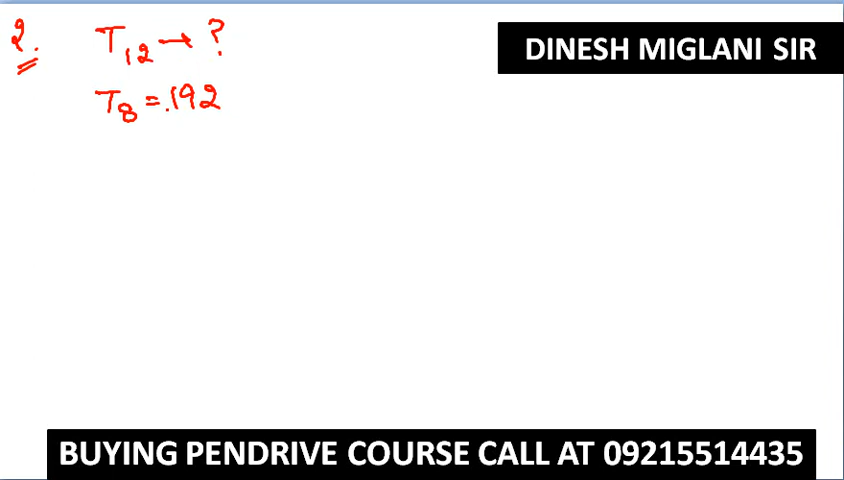 2. T12 → ?
DINESH MIGLANI SIR
T8 = .192
BUYING PENDRIVE COURSE CALL AT 09215514435